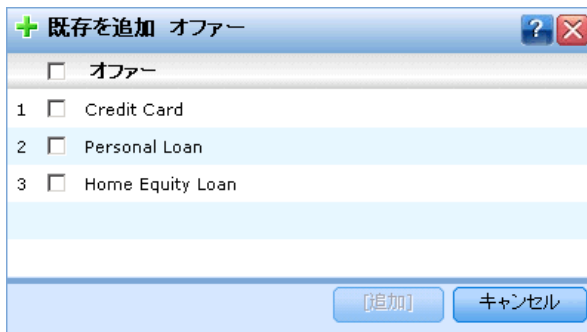 既存を追加 オファー ?
オファー
1 Credit Card
2 Personal Loan
3 Home Equity Loan
[追加] キャンセル